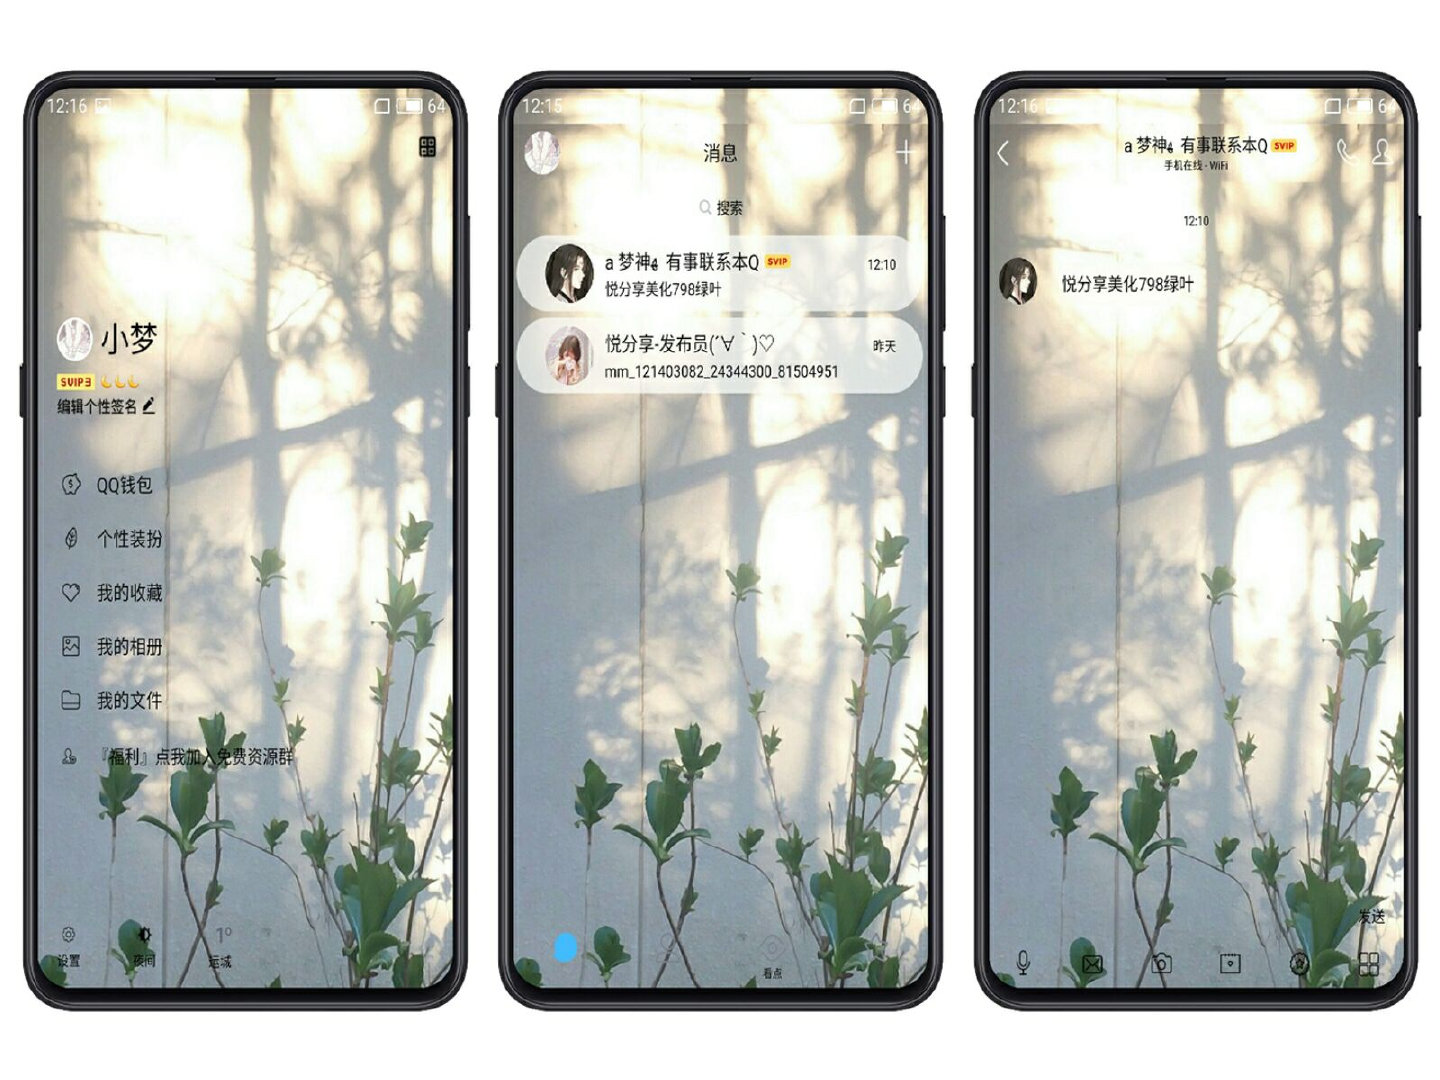 12:16
64
小梦
SVIP3
编辑个性签名
QQ钱包
个性装扮
我的收藏
我的相册
我的文件
『福利』点我加入免费资源群
1°
设置
夜间
运城
12:15
64
消息
搜索
a 梦神 有事联系本Q SVIP
12:10
悦分享美化798绿叶
悦分享-发布员(´∀｀)♡
昨天
mm_121403082_24344300_81504951
看点
12:16
64
a 梦神 有事联系本Q SVIP
手机在线 - WiFi
12:10
悦分享美化798绿叶
发送